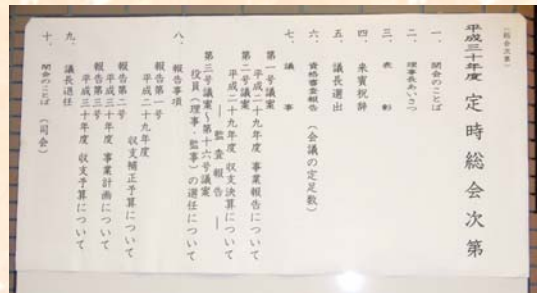 (総会次第)
平成三十年度 定時総会次第
一、開会のことば
二、理事長あいさつ
三、表彰
四、来賓祝辞
五、議長選出
六、資格審査報告 (会議の定足数)
七、議事
第一号議案
平成二十九年度 事業報告について
第二号議案
平成二十九年度 収支決算について
― 監査報告 ―
第三号議案~第十六号議案
役員(理事・監事)の選任について
八、報告事項
報告第一号
平成二十九年度
収支補正予算について
報告第二号
平成三十年度 事業計画について
報告第三号
平成三十年度 収支予算について
九、議長退任
十、閉会のことば (司会)